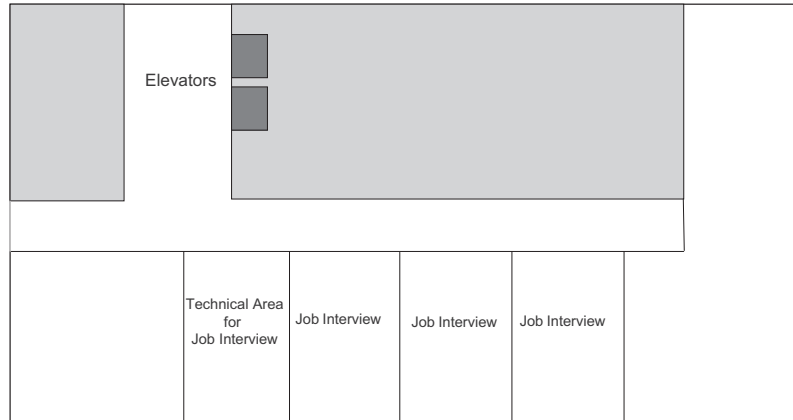 Elevators
Technical Area
for
Job Interview
Job Interview
Job Interview
Job Interview